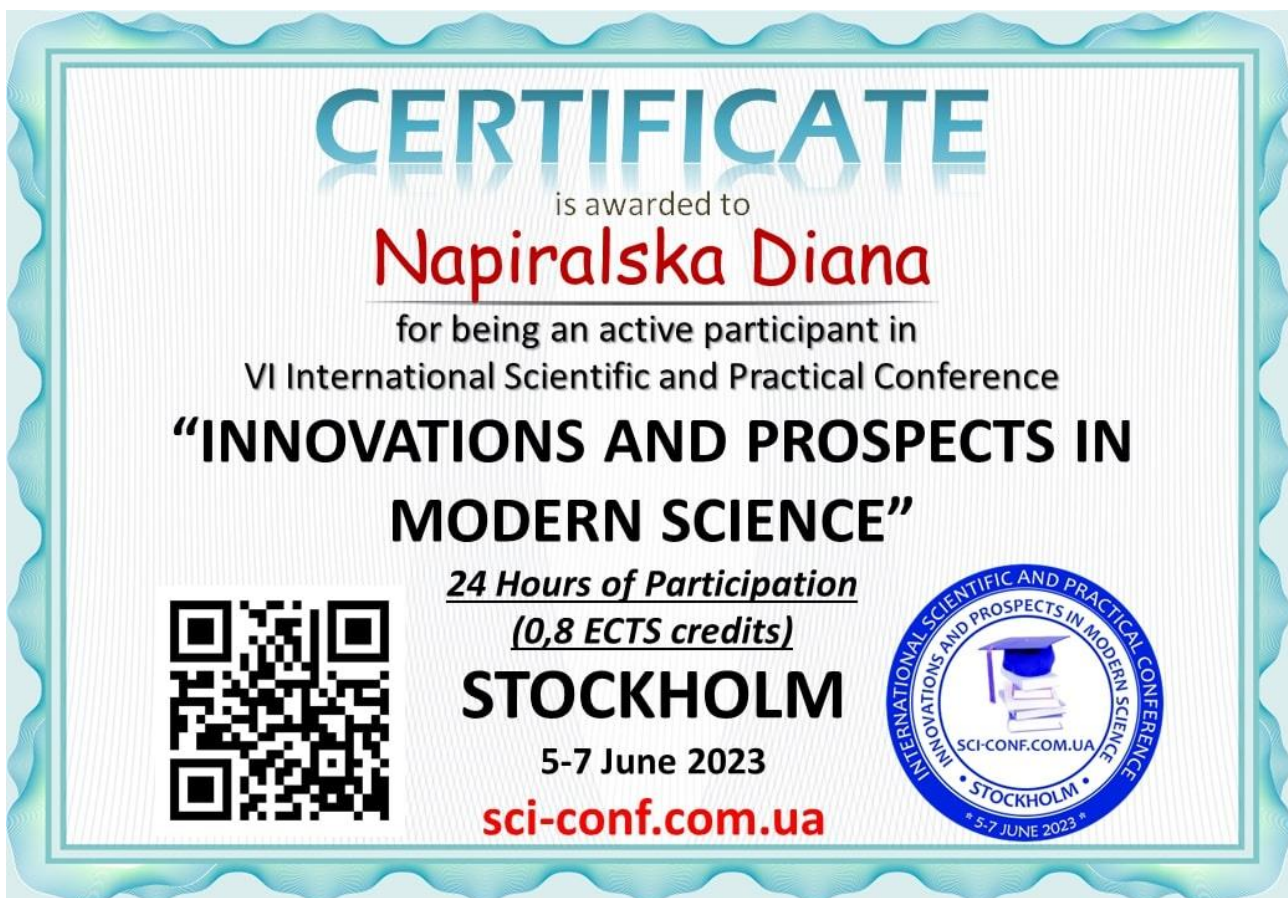 CERTIFICATE
is awarded to
Napiralska Diana
for being an active participant in
VI International Scientific and Practical Conference
“INNOVATIONS AND PROSPECTS IN
MODERN SCIENCE”
24 Hours of Participation
(0,8 ECTS credits)
STOCKHOLM
5-7 June 2023
sci-conf.com.ua
INTERNATIONAL SCIENTIFIC AND PRACTICAL CONFERENCE
INNOVATIONS AND PROSPECTS IN MODERN SCIENCE
SCI-CONF.COM.UA
• STOCKHOLM •
* 5-7 JUNE 2023 *